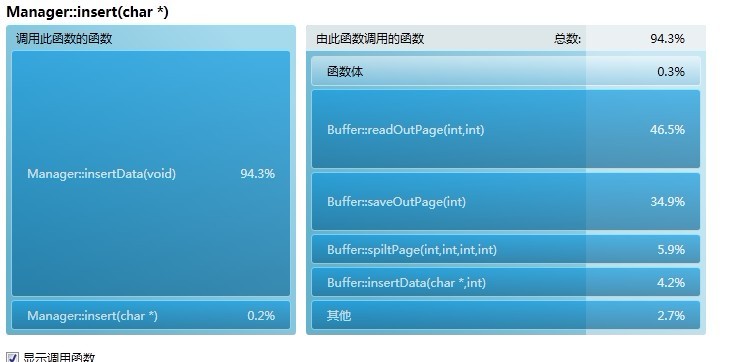 Manager::insert(char *)
调用此函数的函数
Manager::insertData(void) 94.3%
Manager::insert(char *) 0.2%
由此函数调用的函数 总数: 94.3%
函数体 0.3%
Buffer::readOutPage(int,int) 46.5%
Buffer::saveOutPage(int) 34.9%
Buffer::spiltPage(int,int,int,int) 5.9%
Buffer::insertData(char *,int) 4.2%
其他 2.7%
显示调用函数